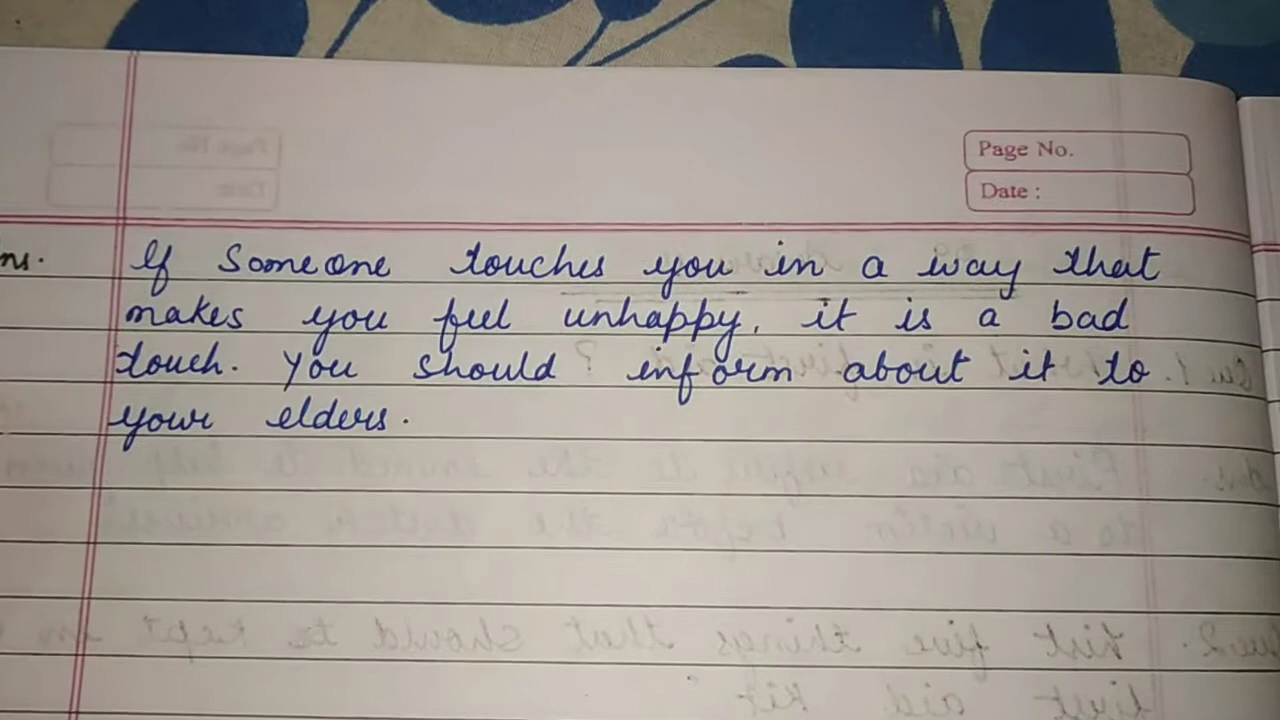 Page No.
Date :
ns. If Someone touches you in a way that
makes you feel unhappy, it is a bad
touch. You should inform about it to
your elders.